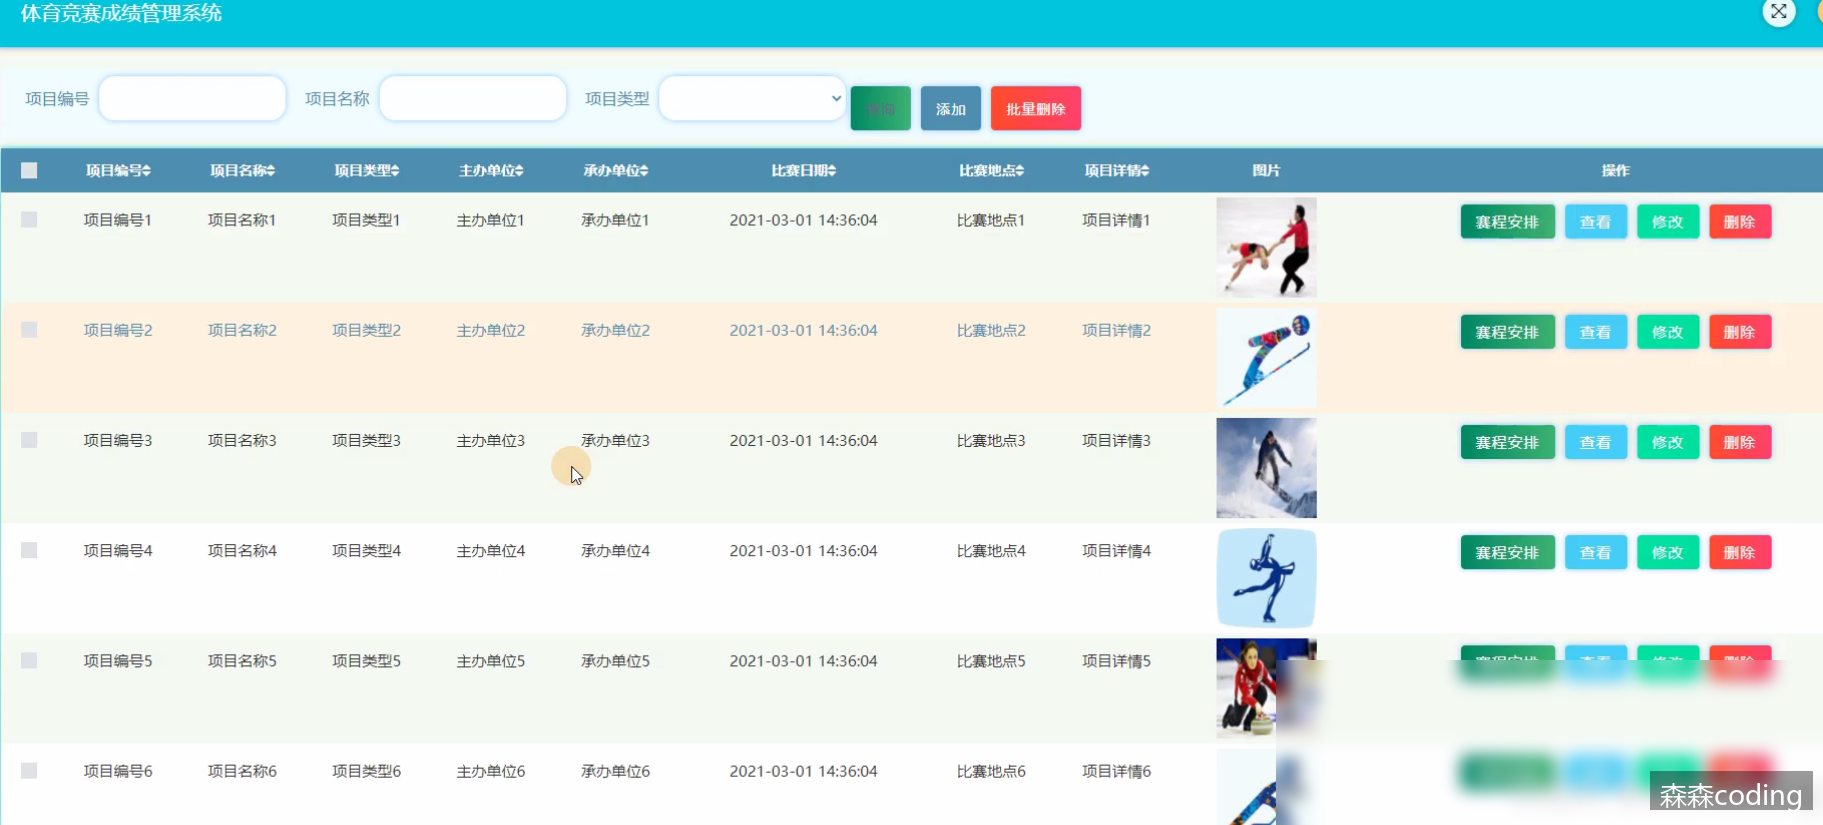 体育竞赛成绩管理系统
项目编号 项目名称 项目类型 添加 批量删除
项目编号 项目名称 项目类型 主办单位 承办单位 比赛日期 比赛地点 项目详情 图片 操作
项目编号1 项目名称1 项目类型1 主办单位1 承办单位1 2021-03-01 14:36:04 比赛地点1 项目详情1 赛程安排 查看 修改 删除
项目编号2 项目名称2 项目类型2 主办单位2 承办单位2 2021-03-01 14:36:04 比赛地点2 项目详情2 赛程安排 查看 修改 删除
项目编号3 项目名称3 项目类型3 主办单位3 承办单位3 2021-03-01 14:36:04 比赛地点3 项目详情3 赛程安排 查看 修改 删除
项目编号4 项目名称4 项目类型4 主办单位4 承办单位4 2021-03-01 14:36:04 比赛地点4 项目详情4 赛程安排 查看 修改 删除
项目编号5 项目名称5 项目类型5 主办单位5 承办单位5 2021-03-01 14:36:04 比赛地点5 项目详情5
项目编号6 项目名称6 项目类型6 主办单位6 承办单位6 2021-03-01 14:36:04 比赛地点6 项目详情6
森森coding